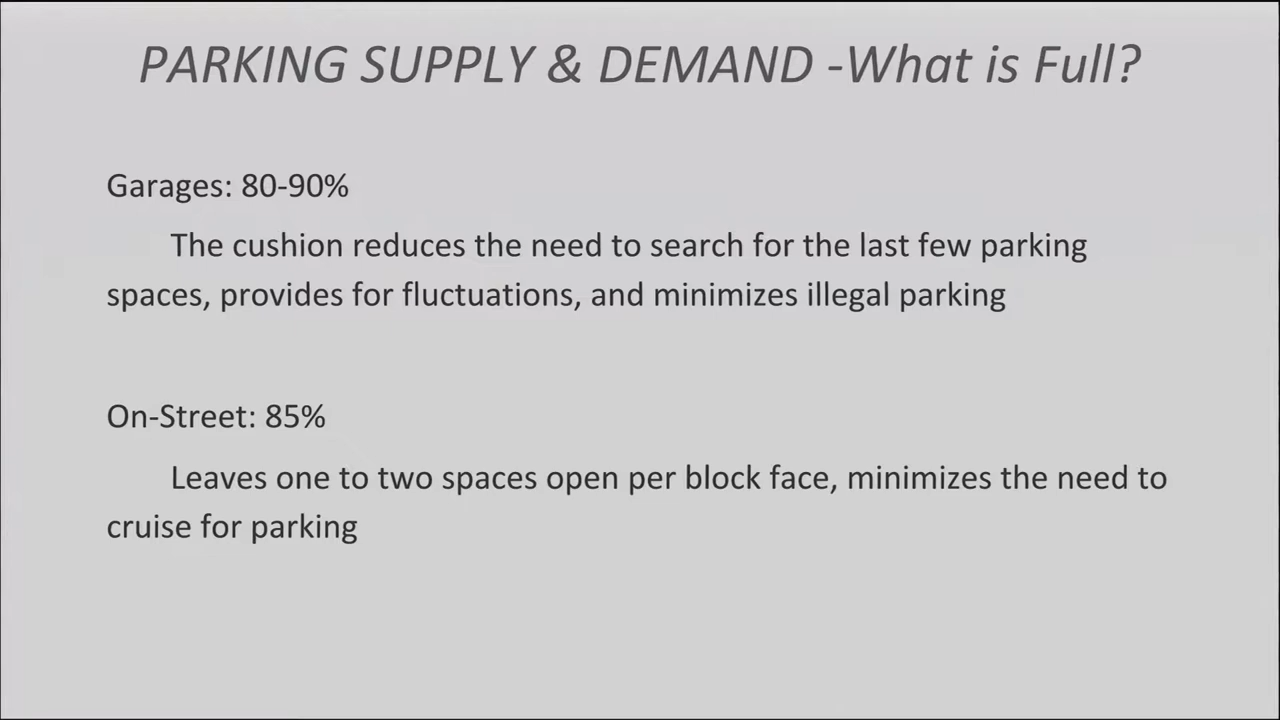 PARKING SUPPLY & DEMAND -What is Full?
Garages: 80-90%
The cushion reduces the need to search for the last few parking
spaces, provides for fluctuations, and minimizes illegal parking
On-Street: 85%
Leaves one to two spaces open per block face, minimizes the need to
cruise for parking